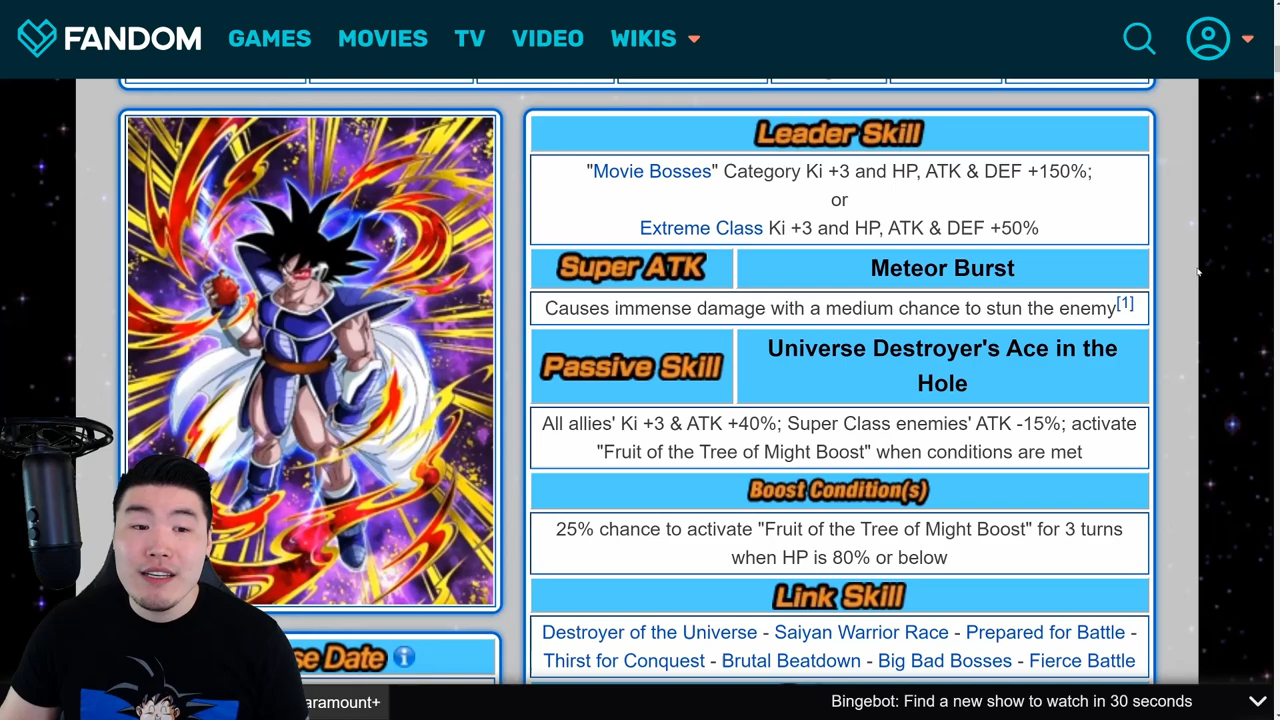 FANDOM GAMES MOVIES TV VIDEO WIKIS
Leader Skill
"Movie Bosses" Category Ki +3 and HP, ATK & DEF +150%;
or
Extreme Class Ki +3 and HP, ATK & DEF +50%
Super ATK
Meteor Burst
Causes immense damage with a medium chance to stun the enemy[1]
Passive Skill
Universe Destroyer's Ace in the
Hole
All allies' Ki +3 & ATK +40%; Super Class enemies' ATK -15%; activate
"Fruit of the Tree of Might Boost" when conditions are met
Boost Condition(s)
25% chance to activate "Fruit of the Tree of Might Boost" for 3 turns
when HP is 80% or below
Link Skill
Destroyer of the Universe - Saiyan Warrior Race - Prepared for Battle -
Thirst for Conquest - Brutal Beatdown - Big Bad Bosses - Fierce Battle
se Date i
aramount+
Bingebot: Find a new show to watch in 30 seconds